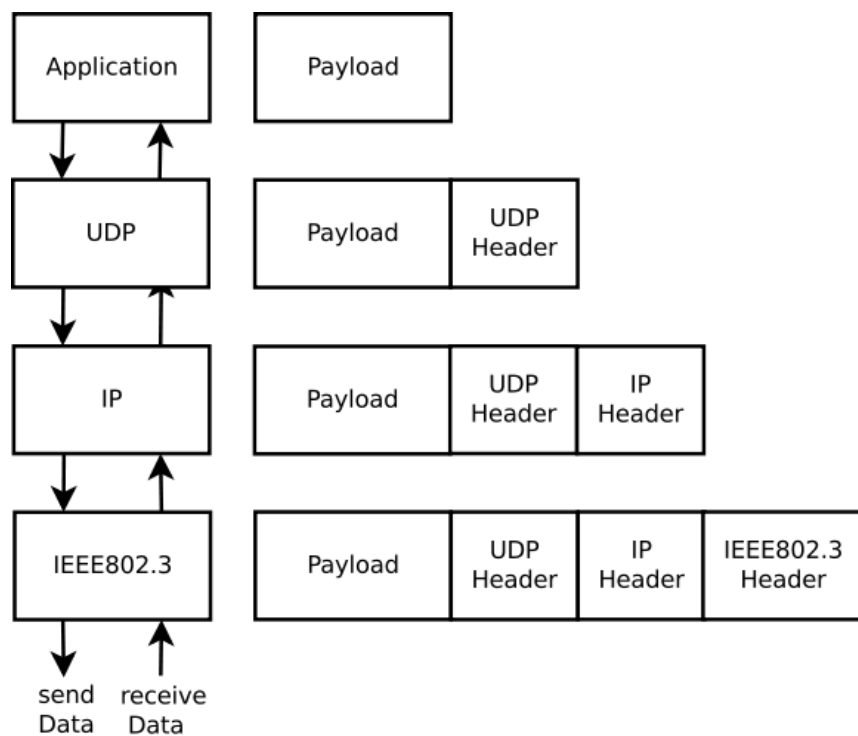 Application
Payload
UDP
Payload
UDP
Header
IP
Payload
UDP
Header
IP
Header
IEEE802.3
Payload
UDP
Header
IP
Header
IEEE802.3
Header
send
Data
receive
Data